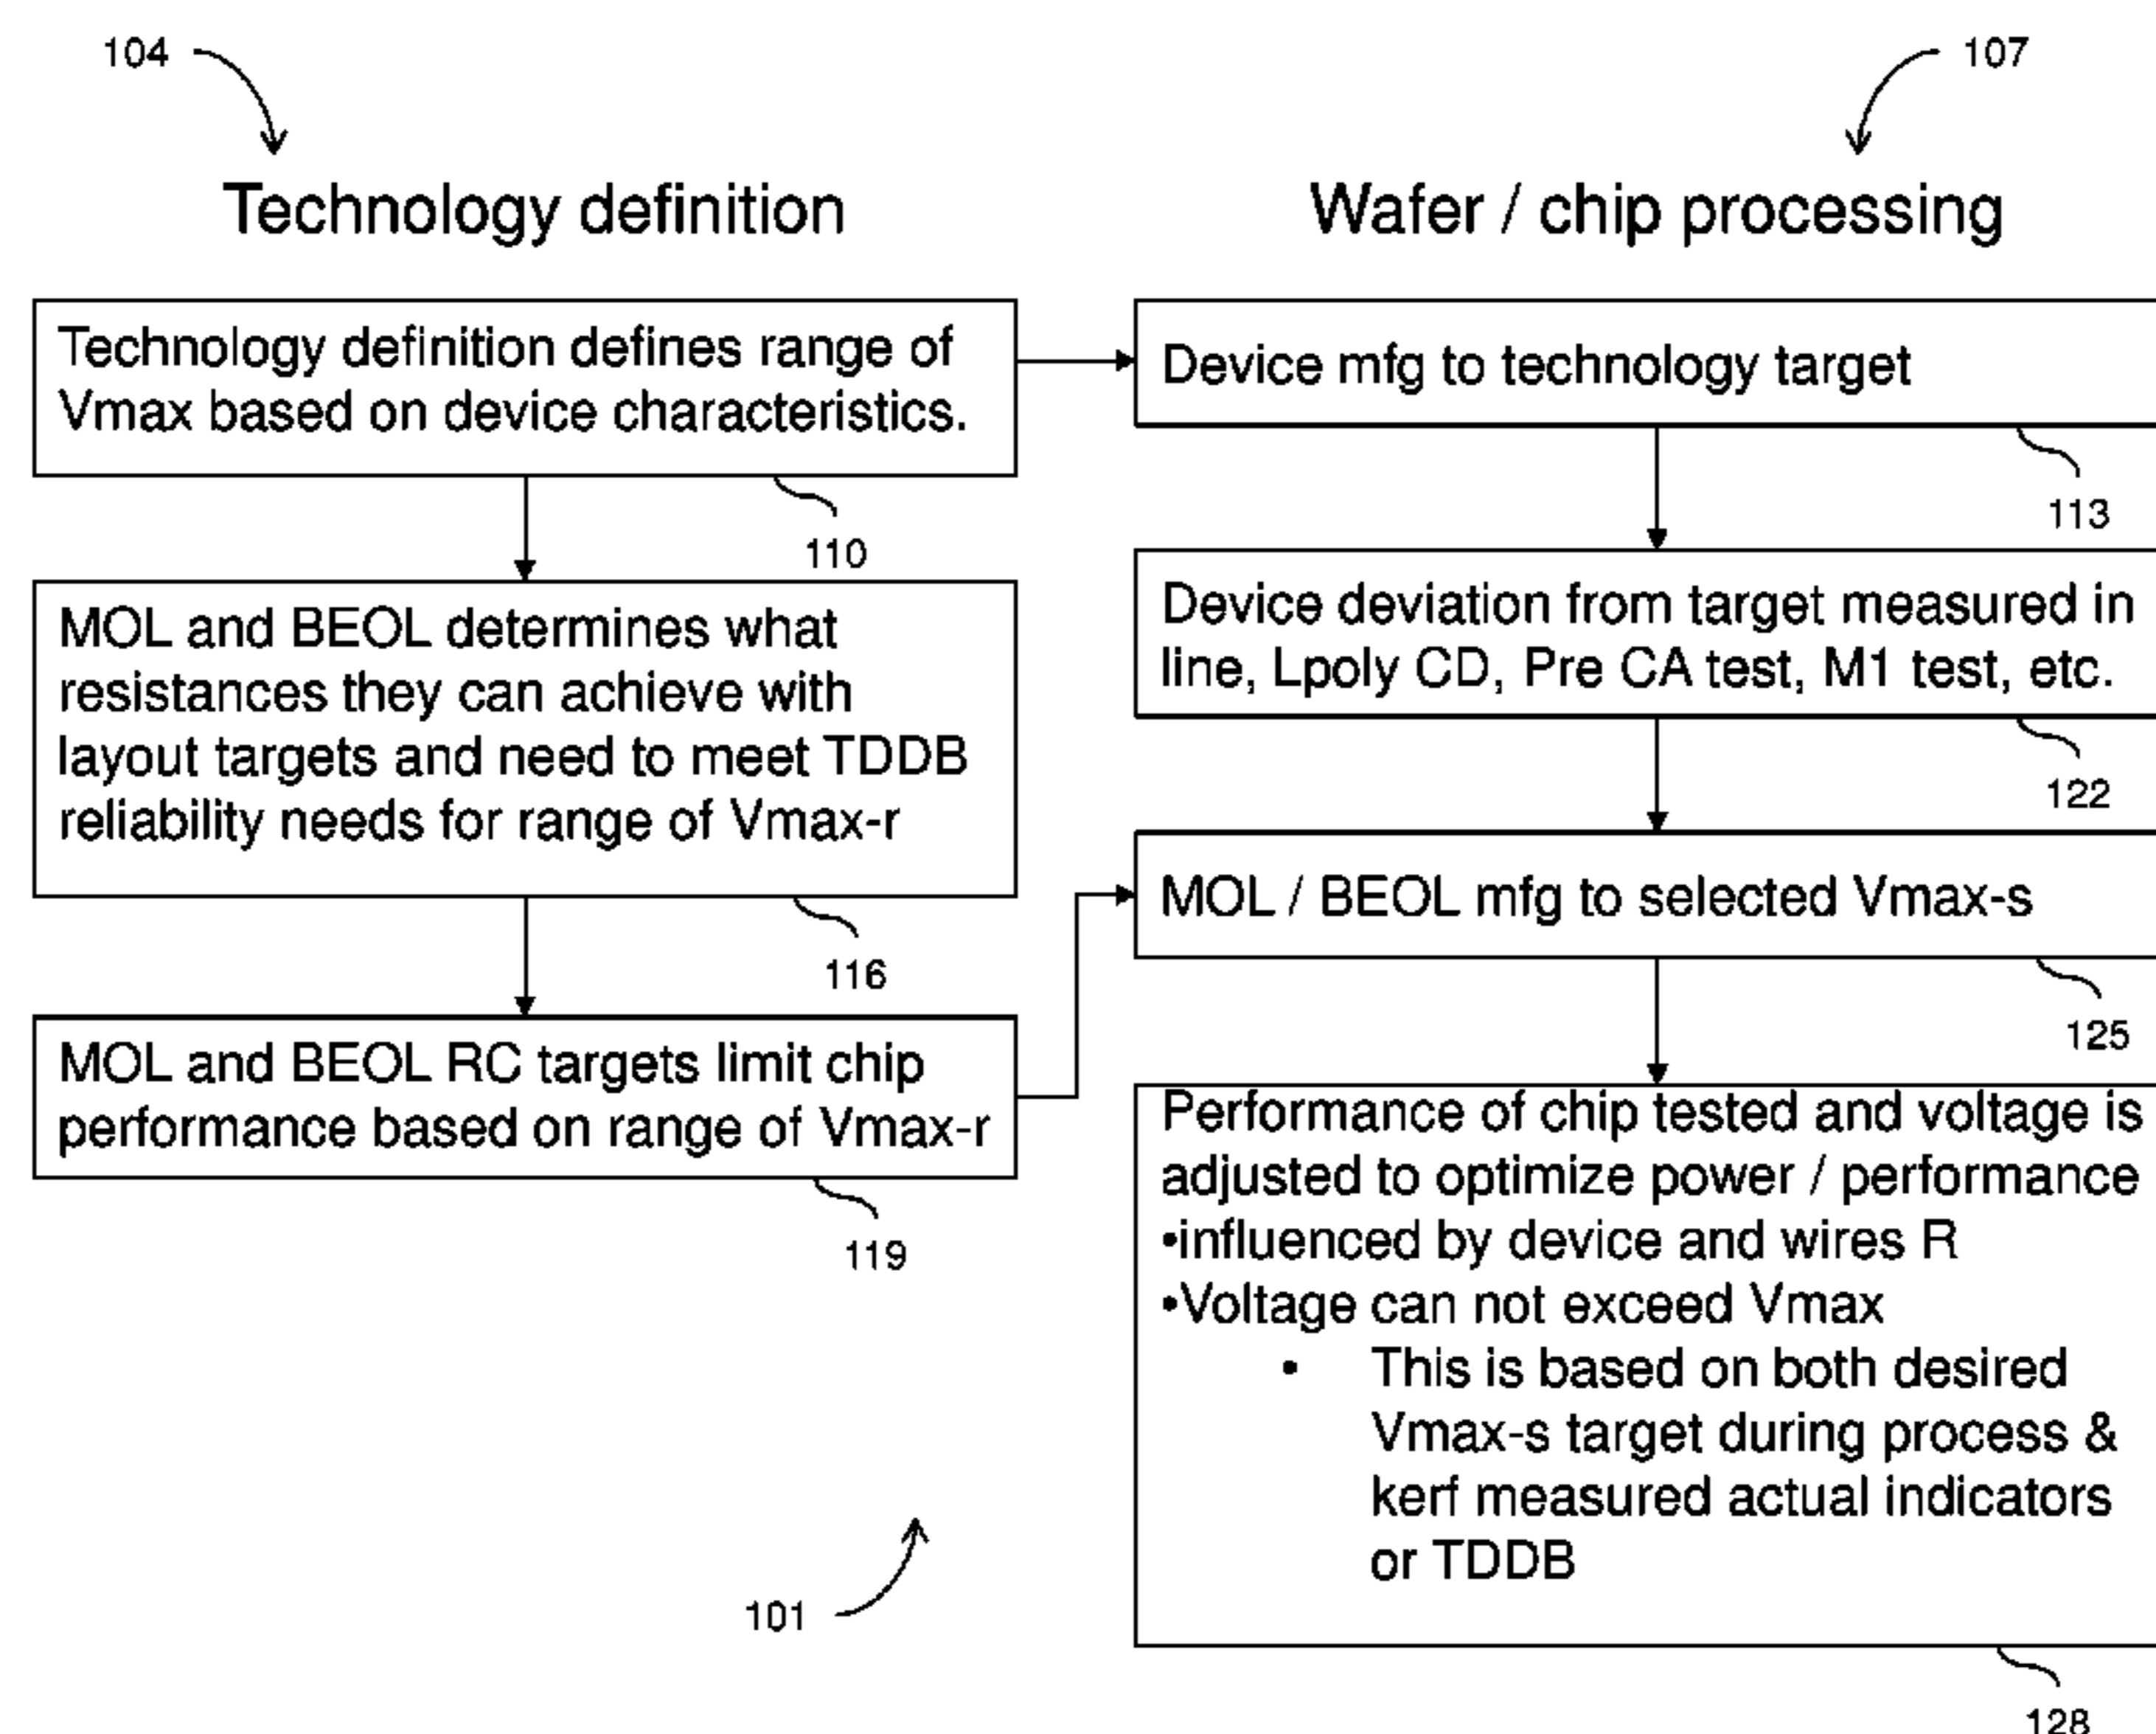 104
107
Technology definition
Wafer / chip processing
Technology definition defines range of
Vmax based on device characteristics.
110
MOL and BEOL determines what
resistances they can achieve with
layout targets and need to meet TDDB
reliability needs for range of Vmax-r
116
MOL and BEOL RC targets limit chip
performance based on range of Vmax-r
119
101
Device mfg to technology target
113
Device deviation from target measured in
line, Lpoly CD, Pre CA test, M1 test, etc.
122
MOL / BEOL mfg to selected Vmax-s
125
Performance of chip tested and voltage is
adjusted to optimize power / performance
•influenced by device and wires R
•Voltage can not exceed Vmax
• This is based on both desired
Vmax-s target during process &
kerf measured actual indicators
or TDDB
128